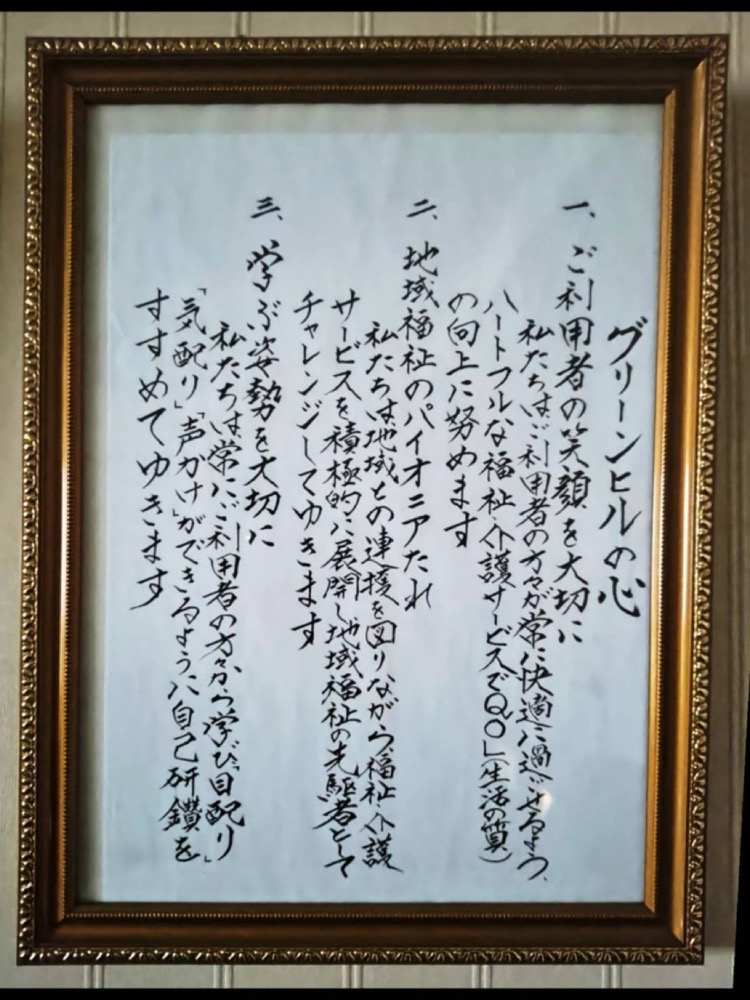 グリーンヒルの心
一、ご利用者の笑顔を大切に
私たちはご利用者の方々が常に快適に過ごせるよう、
ハートフルな福祉介護サービスでQOL(生活の質)
の向上に努めます
二、地域福祉のパイオニアたれ
私たちは地域との連携を図りながら福祉介護
サービスを積極的に展開し地域福祉の先駆者として
チャレンジしてゆきます
三、学ぶ姿勢を大切に
私たちは常にご利用者の方々から学び、「目配り」
「気配り」「声かけ」ができるように自己研鑽を
すすめてゆきます